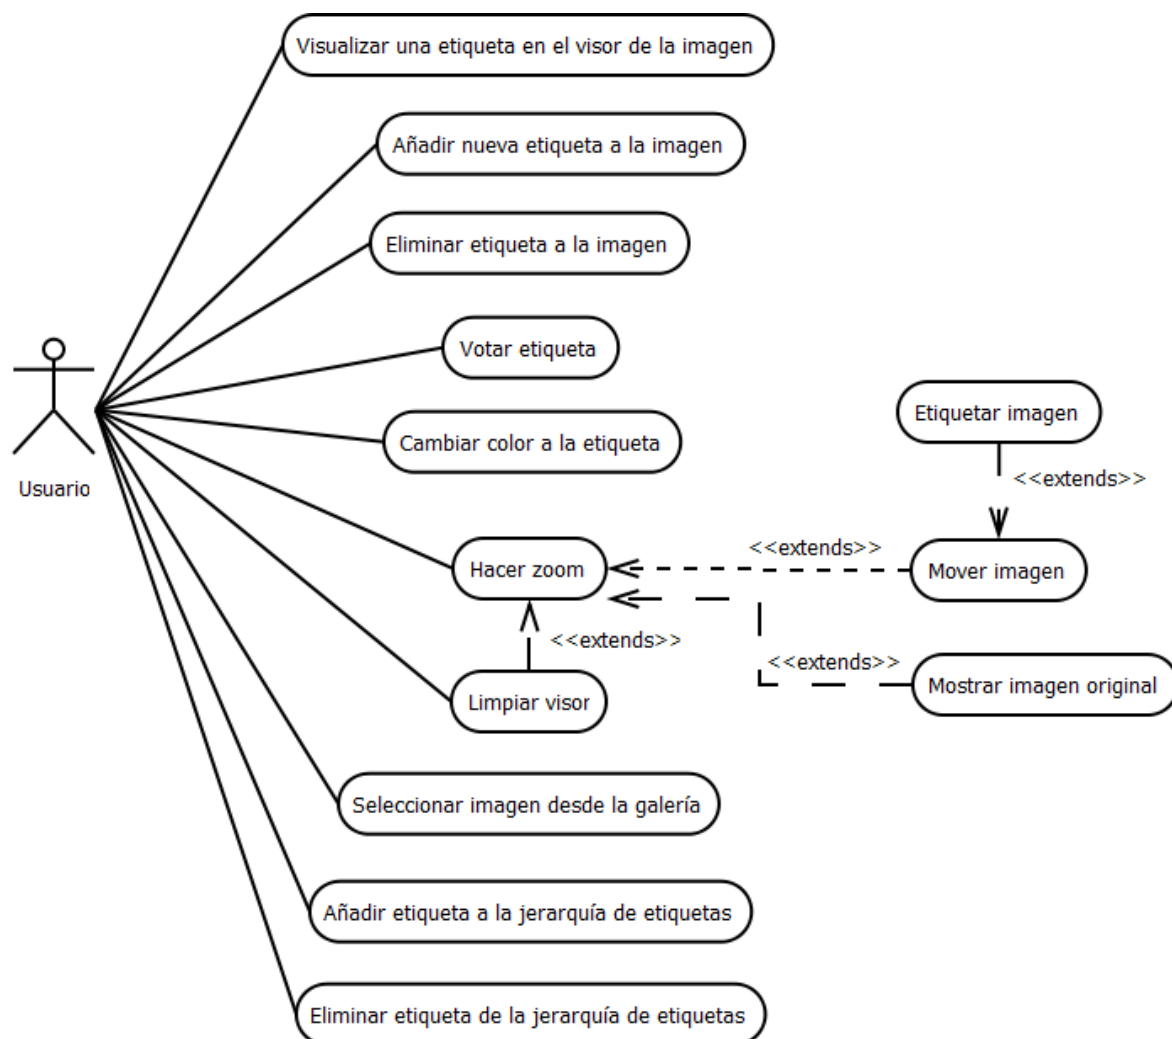 Visualizar una etiqueta en el visor de la imagen
Añadir nueva etiqueta a la imagen
Eliminar etiqueta a la imagen
Votar etiqueta
Etiquetar imagen
Cambiar color a la etiqueta
<<extends>>
Usuario
<<extends>>
Hacer zoom
Mover imagen
<<extends>>
<<extends>>
Mostrar imagen original
Limpiar visor
Seleccionar imagen desde la galería
Añadir etiqueta a la jerarquía de etiquetas
Eliminar etiqueta de la jerarquía de etiquetas